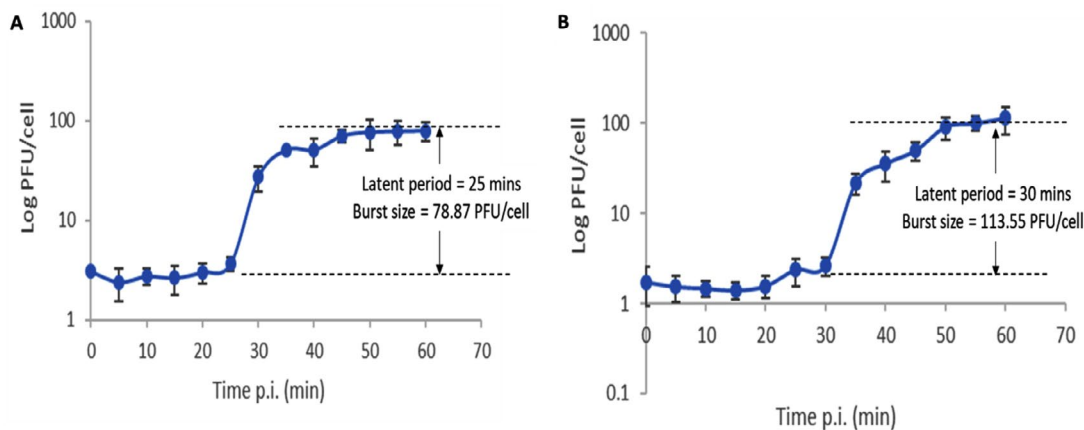 A
1000
100
10
1
Log PFU/cell
Latent period = 25 mins
Burst size = 78.87 PFU/cell
0 10 20 30 40 50 60 70
Time p.i. (min)
B
1000
100
10
1
0.1
Log PFU/cell
Latent period = 30 mins
Burst size = 113.55 PFU/cell
0 10 20 30 40 50 60 70
Time p.i. (min)